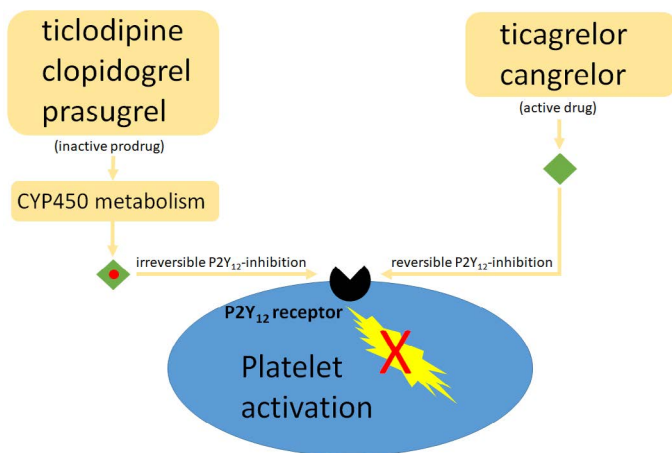 ticlodipine
clopidogrel
prasugrel
(inactive prodrug)
CYP450 metabolism
irreversible P2Y₁₂-inhibition
ticagrelor
cangrelor
(active drug)
reversible P2Y₁₂-inhibition
P2Y₁₂ receptor
X
Platelet
activation